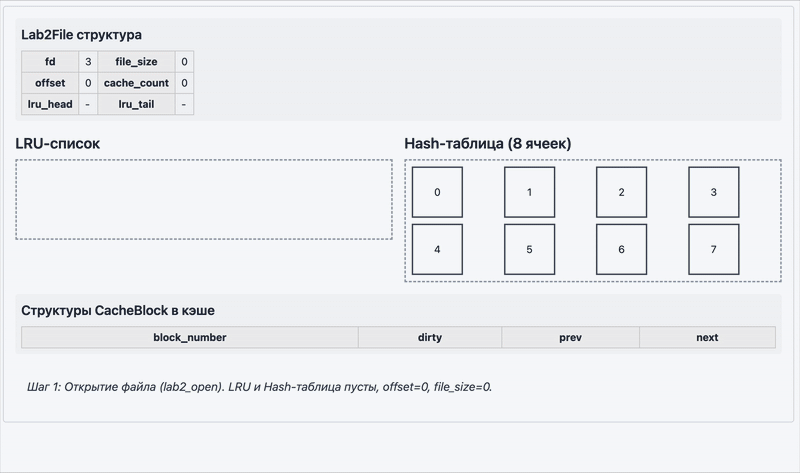 Lab2File структура
fd 3 file_size 0
offset 0 cache_count 0
lru_head - lru_tail -
LRU-список
Hash-таблица (8 ячеек)
0 1 2 3
4 5 6 7
Структуры CacheBlock в кэше
block_number dirty prev next
Шаг 1: Открытие файла (lab2_open). LRU и Hash-таблица пусты, offset=0, file_size=0.